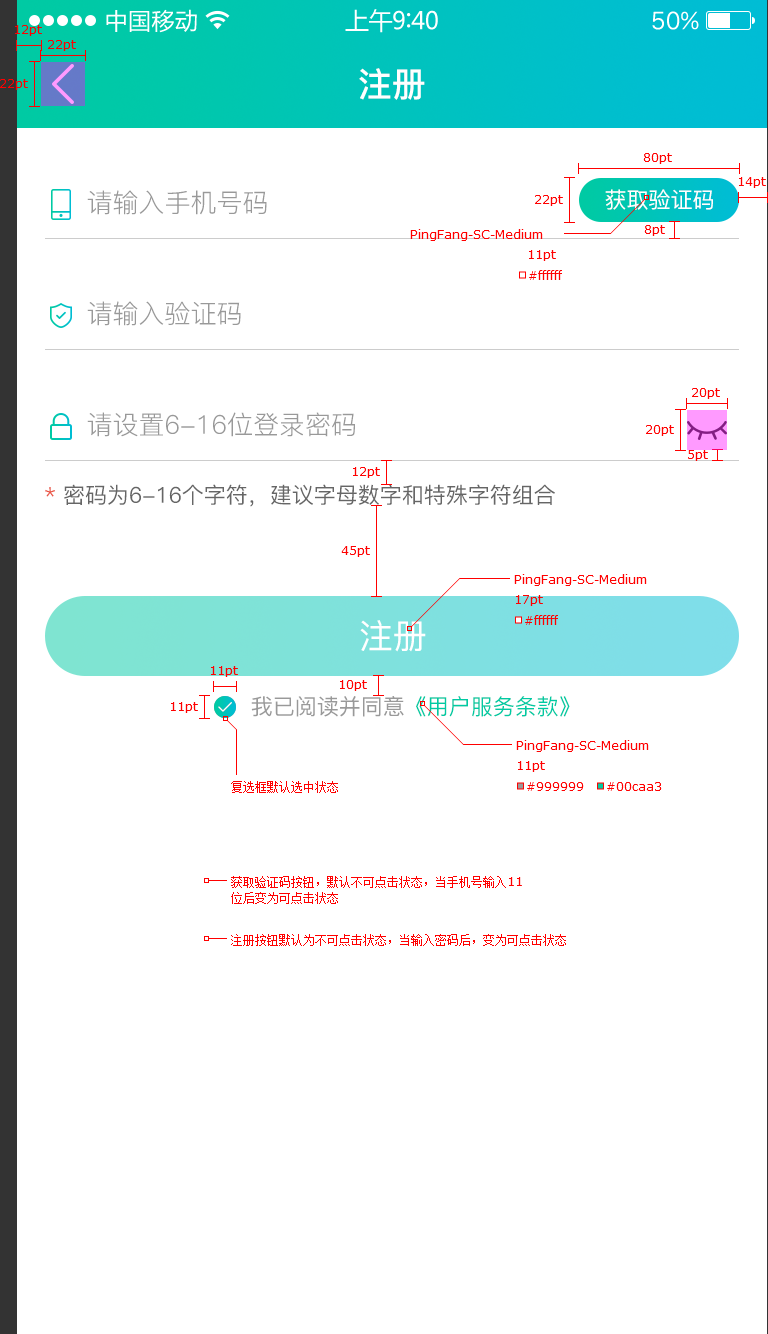 中国移动 上午9:40 50%
12pt
22pt
22pt
注册
80pt
14pt
请输入手机号码
22pt
获取验证码
8pt
PingFang-SC-Medium
11pt
#ffffff
请输入验证码
20pt
请设置6-16位登录密码
20pt
5pt
12pt
* 密码为6-16个字符，建议字母数字和特殊字符组合
45pt
PingFang-SC-Medium
17pt
#ffffff
注册
11pt
10pt
11pt
我已阅读并同意《用户服务条款》
PingFang-SC-Medium
11pt
#999999 #00caa3
复选框默认选中状态
获取验证码按钮，默认不可点击状态，当手机号输入11
位后变为可点击状态
注册按钮默认为不可点击状态，当输入密码后，变为可点击状态